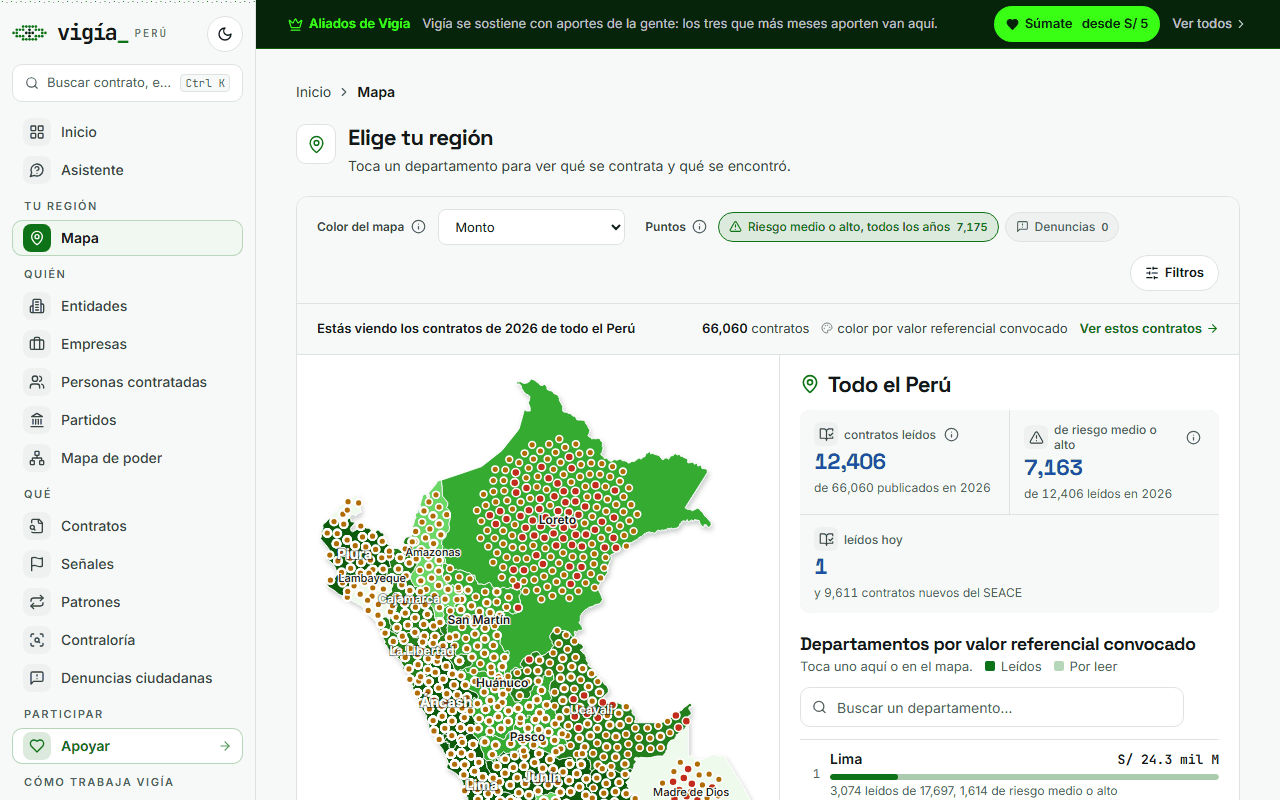 vigía_ PERÚ
Buscar contrato, e... Ctrl K
Inicio
Asistente
TU REGIÓN
Mapa
QUIÉN
Entidades
Empresas
Personas contratadas
Partidos
Mapa de poder
QUÉ
Contratos
Señales
Patrones
Contraloría
Denuncias ciudadanas
PARTICIPAR
Apoyar
CÓMO TRABAJA VIGÍA
Aliados de Vigía Vigía se sostiene con aportes de la gente: los tres que más meses aporten van aquí. Súmate desde S/ 5 Ver todos
Inicio > Mapa
Elige tu región
Toca un departamento para ver qué se contrata y qué se encontró.
Color del mapa Monto Puntos Riesgo medio o alto, todos los años 7,175 Denuncias 0
Filtros
Estás viendo los contratos de 2026 de todo el Perú 66,060 contratos color por valor referencial convocado Ver estos contratos →
Loreto
Amazonas
Piura
Lambayeque
Cajamarca
San Martín
La Libertad
Huánuco
Áncash
Ucayali
Pasco
Junín
Lima
Madre de Dios
Todo el Perú
contratos leídos
12,406
de 66,060 publicados en 2026
de riesgo medio o alto
7,163
de 12,406 leídos en 2026
leídos hoy
1
y 9,611 contratos nuevos del SEACE
Departamentos por valor referencial convocado
Toca uno aquí o en el mapa. Leídos Por leer
Buscar un departamento...
1 Lima S/ 24.3 mil M
3,074 leídos de 17,697, 1,614 de riesgo medio o alto